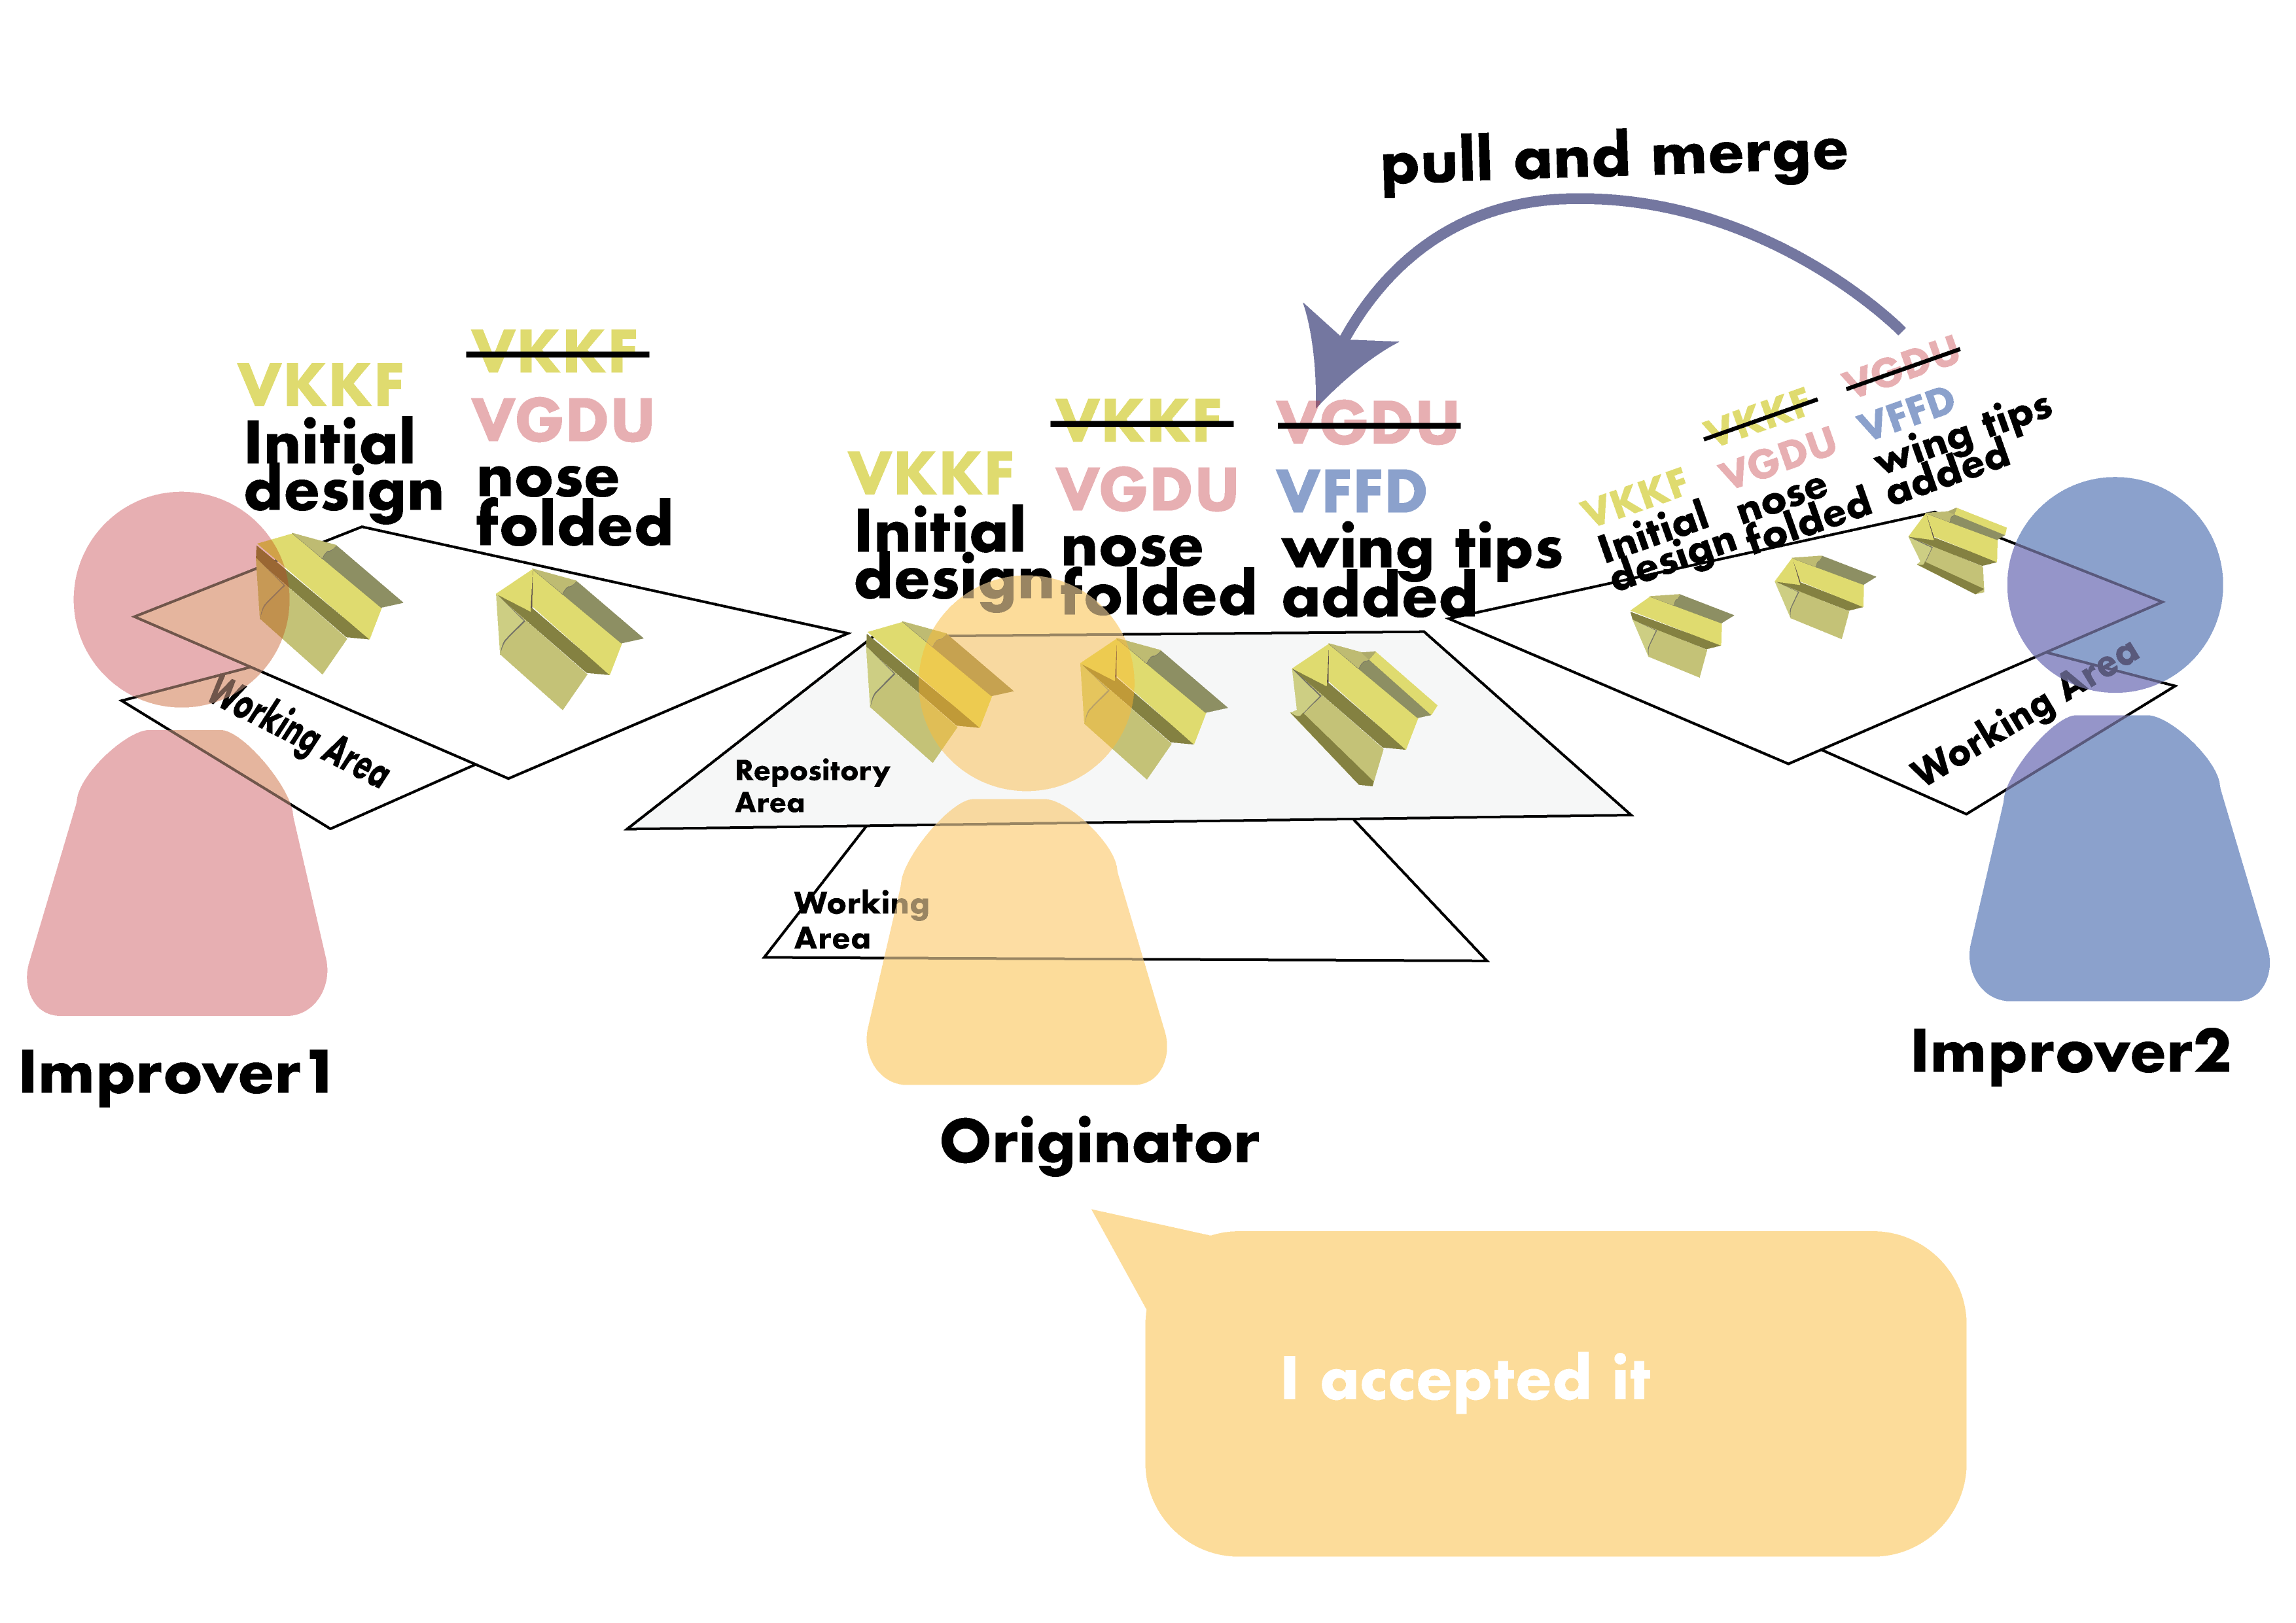 pull and merge
VKKF
Initial
design
VKKF
VGDU
nose
folded
VKKF
Initial
design
VKKF
VGDU
nose
folded
VGDU
VFFD
wing tips
added
VKKF
Initial
design
VKKF
VGDU
nose
folded
VGDU
VFFD
wing tips
added
Working Area
Repository
Area
Working
Area
Working Area
Improver1
Originator
Improver2
I accepted it